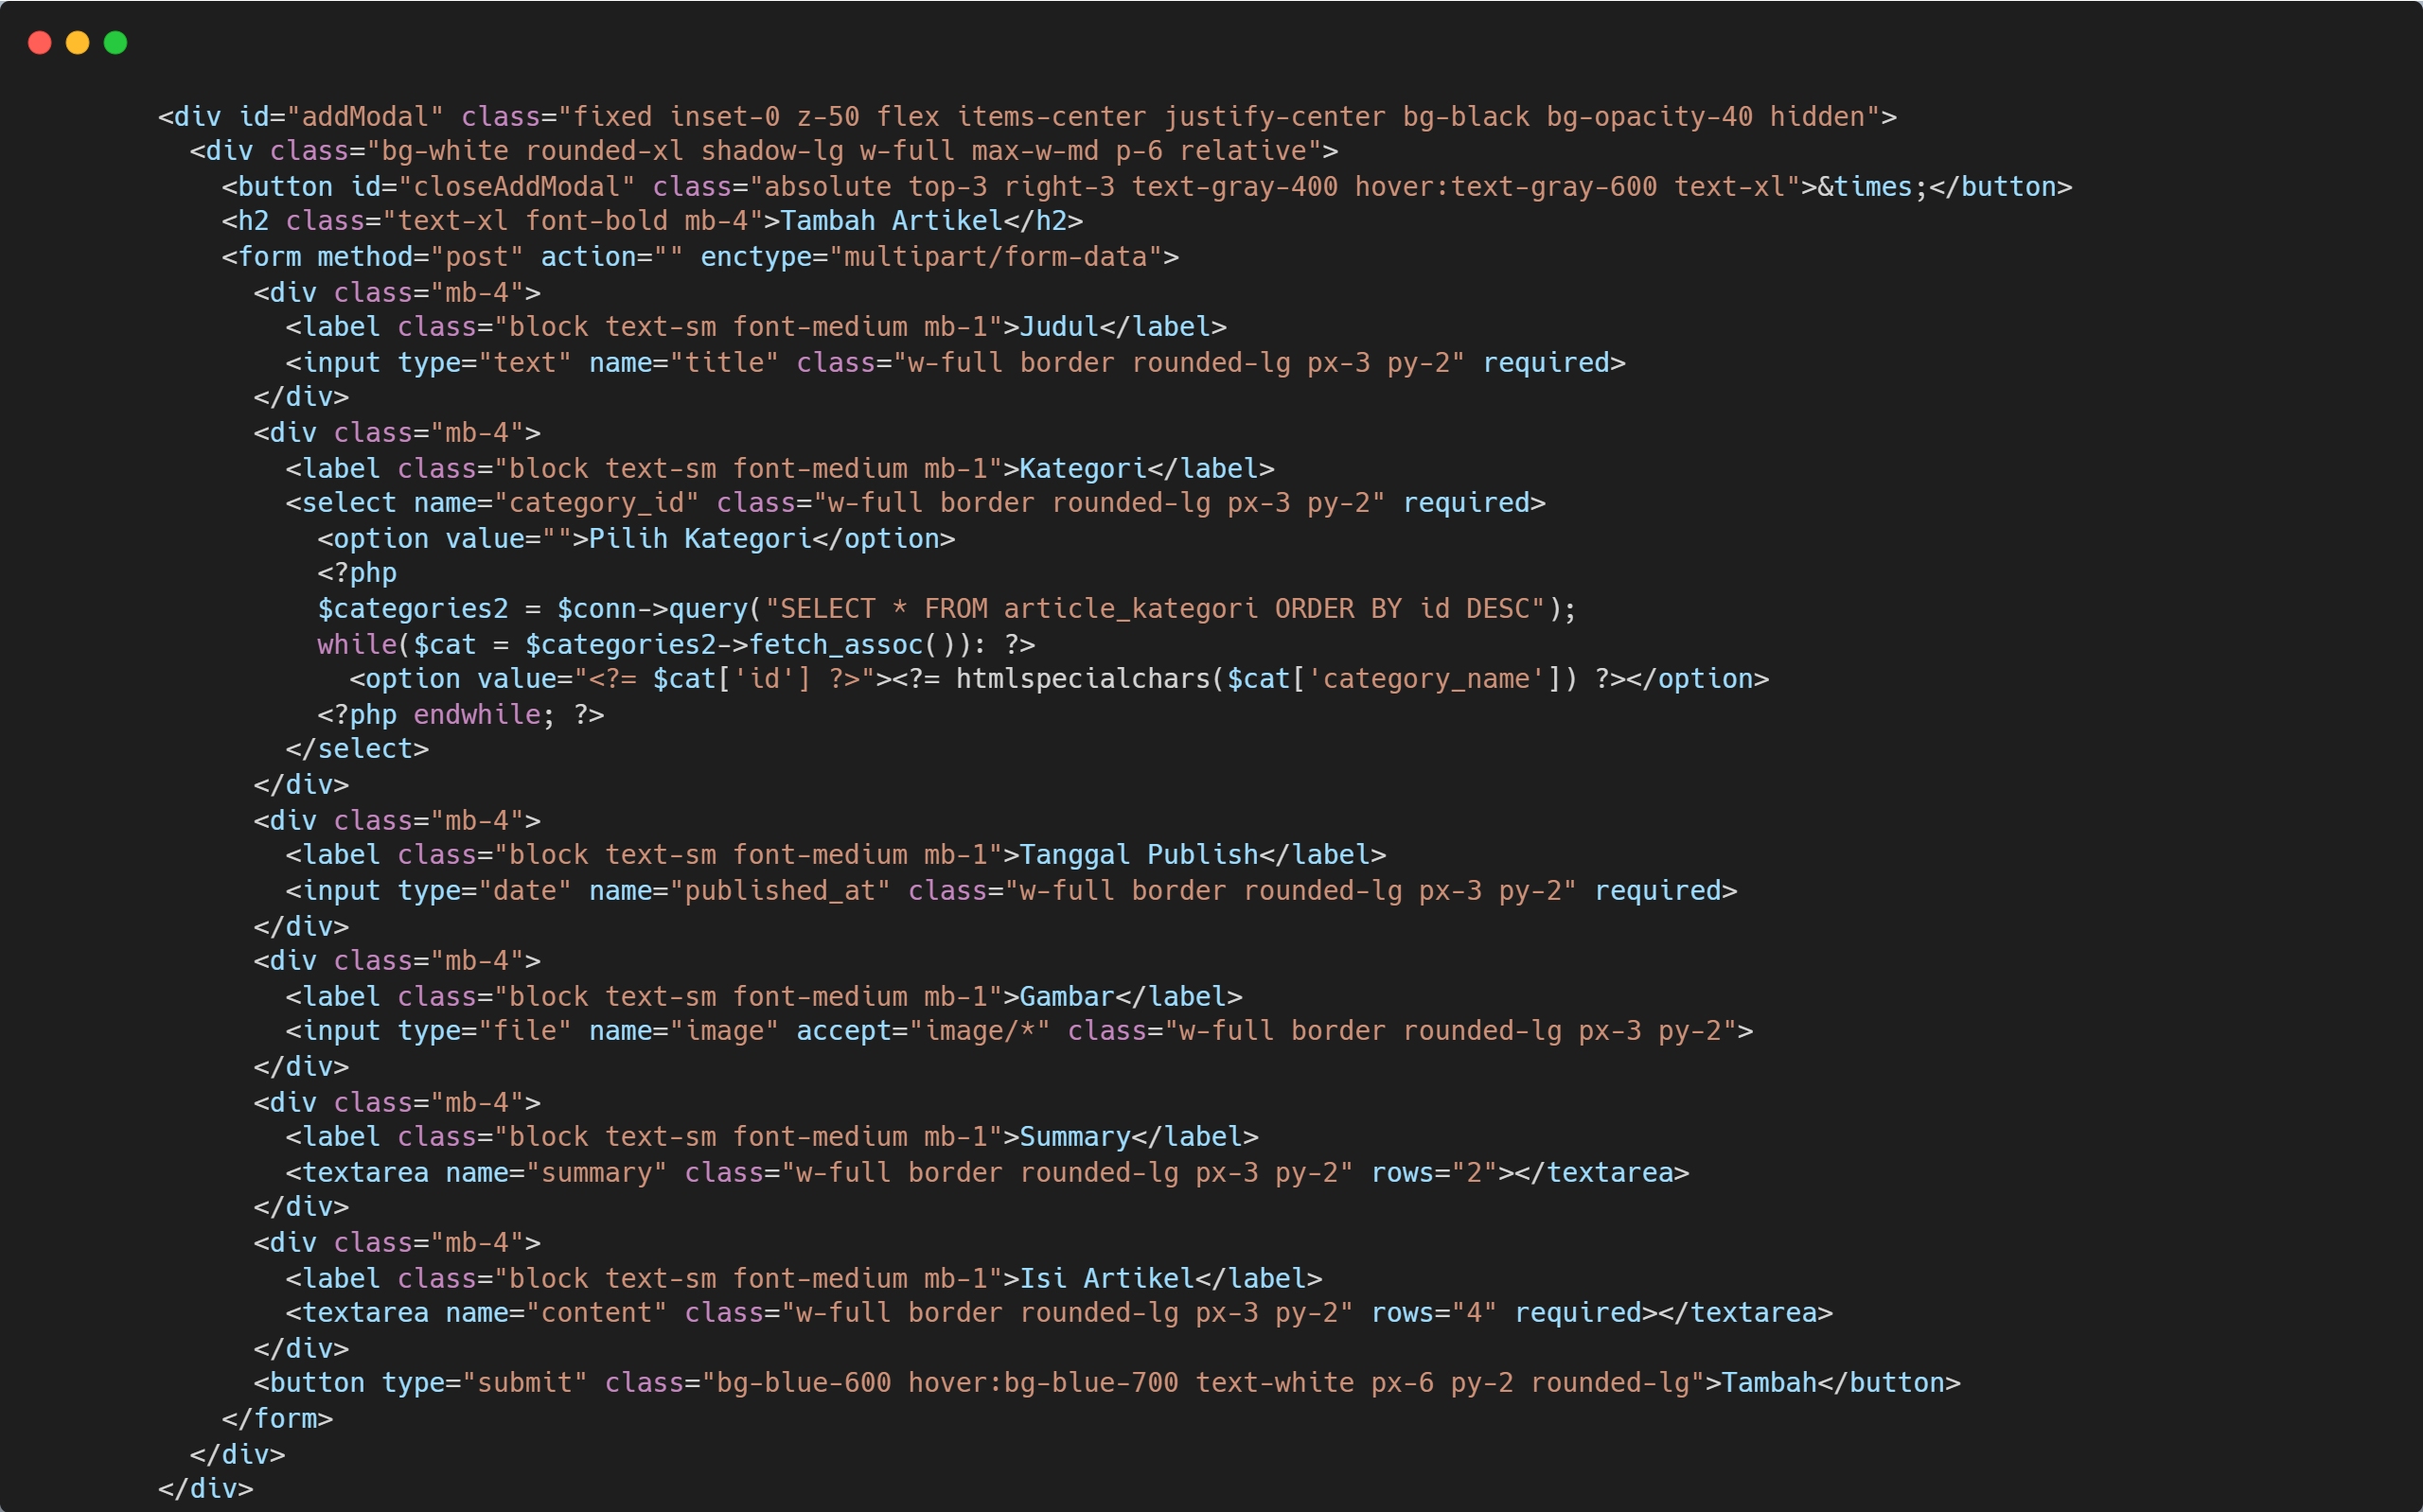 <div id="addModal" class="fixed inset-0 z-50 flex items-center justify-center bg-black bg-opacity-40 hidden">
  <div class="bg-white rounded-xl shadow-lg w-full max-w-md p-6 relative">
    <button id="closeAddModal" class="absolute top-3 right-3 text-gray-400 hover:text-gray-600 text-xl">&times;</button>
    <h2 class="text-xl font-bold mb-4">Tambah Artikel</h2>
    <form method="post" action="" enctype="multipart/form-data">
      <div class="mb-4">
        <label class="block text-sm font-medium mb-1">Judul</label>
        <input type="text" name="title" class="w-full border rounded-lg px-3 py-2" required>
      </div>
      <div class="mb-4">
        <label class="block text-sm font-medium mb-1">Kategori</label>
        <select name="category_id" class="w-full border rounded-lg px-3 py-2" required>
          <option value="">Pilih Kategori</option>
          <?php
          $categories2 = $conn->query("SELECT * FROM article_kategori ORDER BY id DESC");
          while($cat = $categories2->fetch_assoc()): ?>
            <option value="<?= $cat['id'] ?>"><?= htmlspecialchars($cat['category_name']) ?></option>
          <?php endwhile; ?>
        </select>
      </div>
      <div class="mb-4">
        <label class="block text-sm font-medium mb-1">Tanggal Publish</label>
        <input type="date" name="published_at" class="w-full border rounded-lg px-3 py-2" required>
      </div>
      <div class="mb-4">
        <label class="block text-sm font-medium mb-1">Gambar</label>
        <input type="file" name="image" accept="image/*" class="w-full border rounded-lg px-3 py-2">
      </div>
      <div class="mb-4">
        <label class="block text-sm font-medium mb-1">Summary</label>
        <textarea name="summary" class="w-full border rounded-lg px-3 py-2" rows="2"></textarea>
      </div>
      <div class="mb-4">
        <label class="block text-sm font-medium mb-1">Isi Artikel</label>
        <textarea name="content" class="w-full border rounded-lg px-3 py-2" rows="4" required></textarea>
      </div>
      <button type="submit" class="bg-blue-600 hover:bg-blue-700 text-white px-6 py-2 rounded-lg">Tambah</button>
    </form>
  </div>
</div>